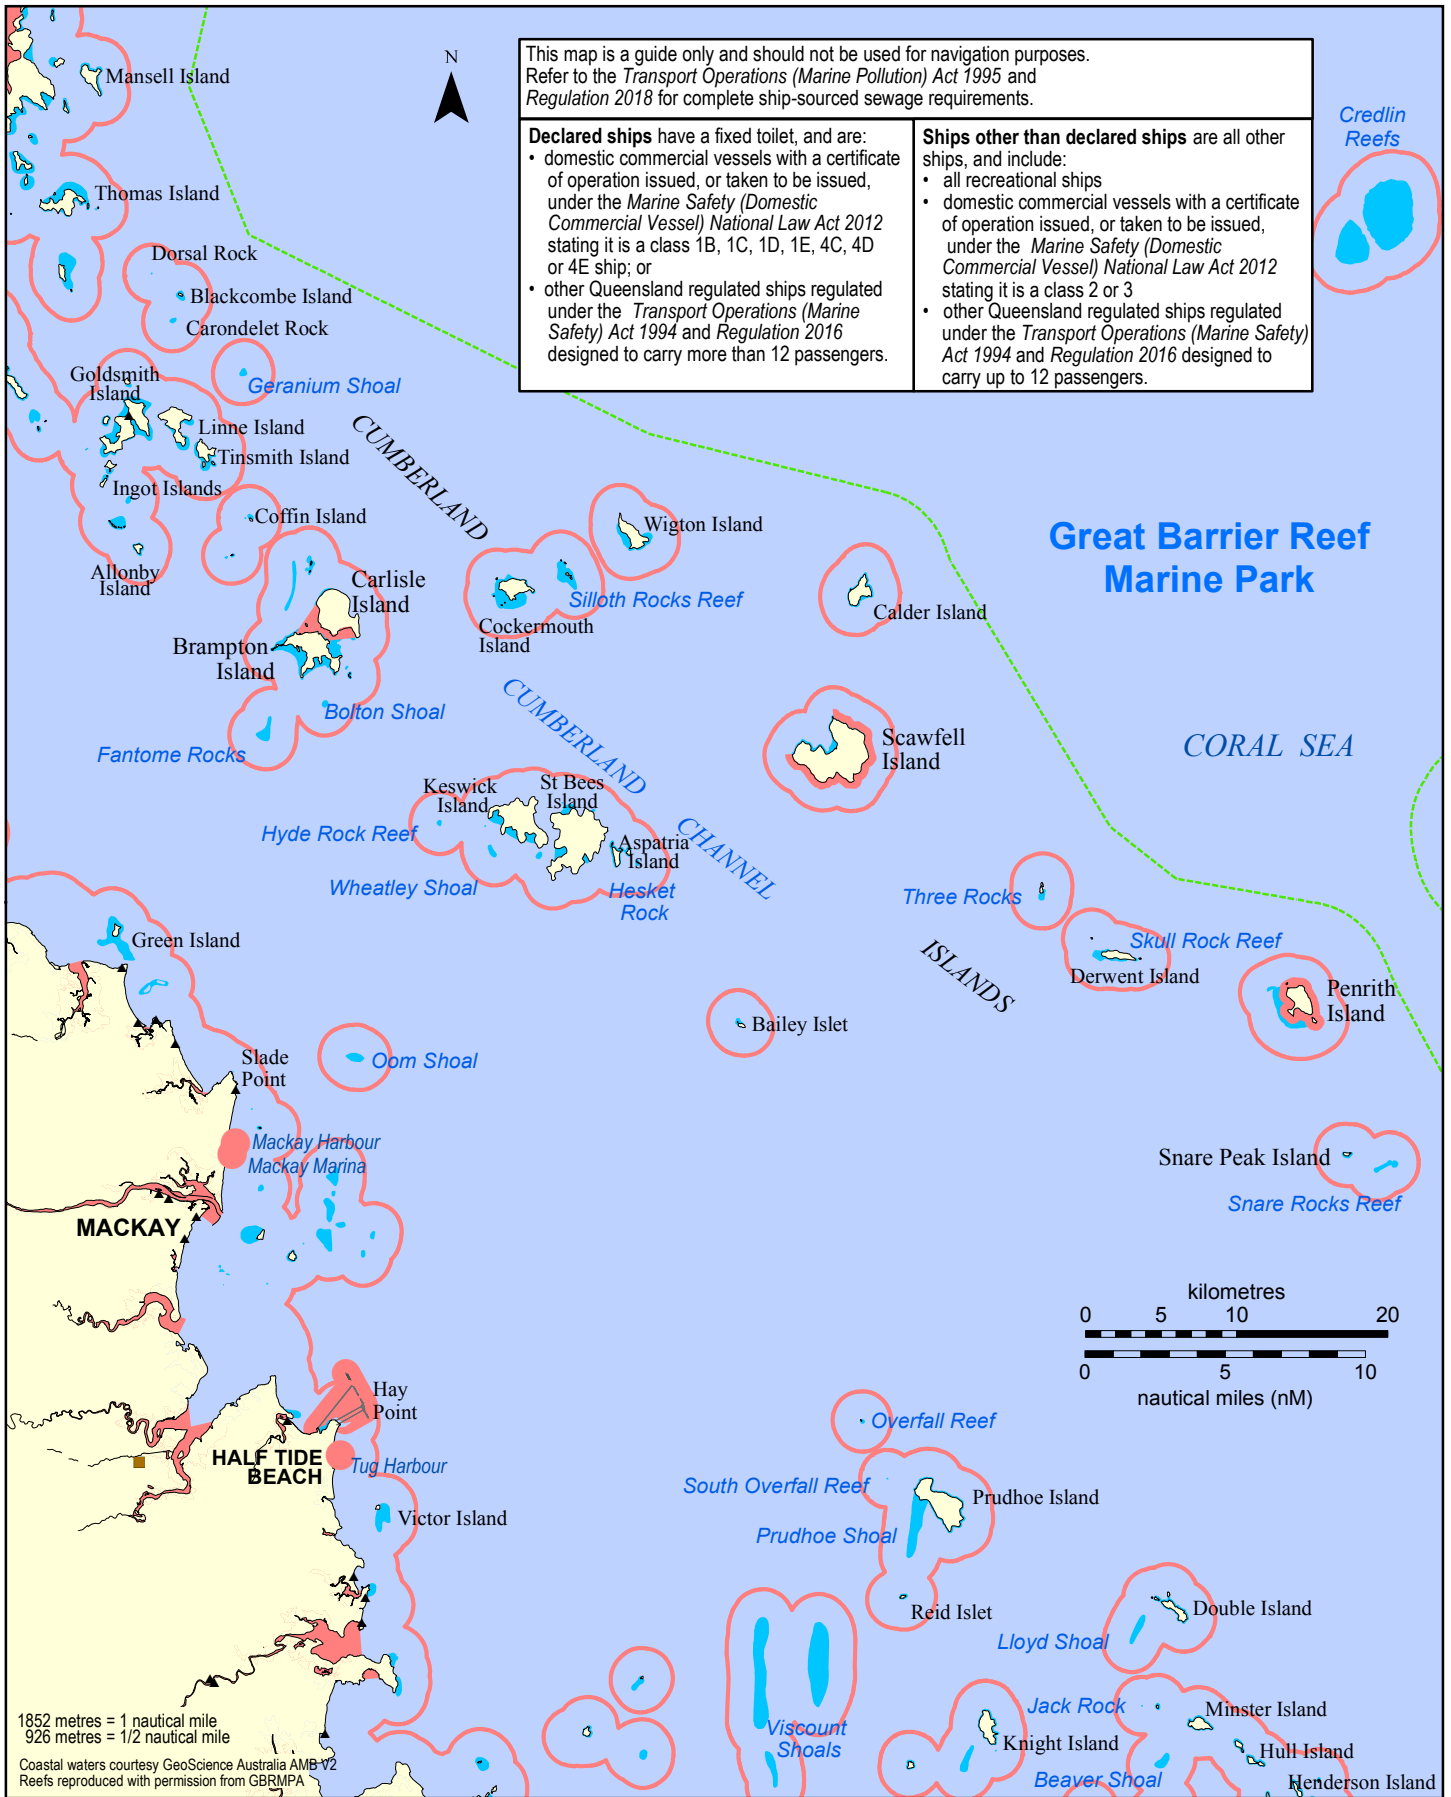 N
This map is a guide only and should not be used for navigation purposes.
Refer to the Transport Operations (Marine Pollution) Act 1995 and
Regulation 2018 for complete ship-sourced sewage requirements.
Declared ships have a fixed toilet, and are:
• domestic commercial vessels with a certificate
of operation issued, or taken to be issued,
under the Marine Safety (Domestic
Commercial Vessel) National Law Act 2012
stating it is a class 1B, 1C, 1D, 1E, 4C, 4D
or 4E ship; or
• other Queensland regulated ships regulated
under the Transport Operations (Marine
Safety) Act 1994 and Regulation 2016
designed to carry more than 12 passengers.
Ships other than declared ships are all other
ships, and include:
• all recreational ships
• domestic commercial vessels with a certificate
of operation issued, or taken to be issued,
under the Marine Safety (Domestic
Commercial Vessel) National Law Act 2012
stating it is a class 2 or 3
• other Queensland regulated ships regulated
under the Transport Operations (Marine Safety)
Act 1994 and Regulation 2016 designed to
carry up to 12 passengers.
Credlin
Reefs
Mansell Island
Thomas Island
Dorsal Rock
Blackcombe Island
Carondelet Rock
Goldsmith
Island
Geranium Shoal
Linne Island
Tinsmith Island
Ingot Islands
Coffin Island
Allonby
Island
CUMBERLAND
Carlisle
Island
Brampton
Island
Bolton Shoal
Fantome Rocks
Wigton Island
Silloth Rocks Reef
Cockermouth
Island
Calder Island
Great Barrier Reef
Marine Park
CUMBERLAND
CHANNEL
Scawfell
Island
CORAL SEA
Keswick
Island
St Bees
Island
Hyde Rock Reef
Aspatria
Island
Wheatley Shoal
Hesket
Rock
Three Rocks
Skull Rock Reef
Derwent Island
ISLANDS
Penrith
Island
Green Island
Bailey Islet
Slade
Point
Oom Shoal
Mackay Harbour
Mackay Marina
MACKAY
Snare Peak Island
Snare Rocks Reef
kilometres
0 5 10 20
0 5 10
nautical miles (nM)
Hay
Point
HALF TIDE
BEACH
Tug Harbour
Victor Island
Overfall Reef
South Overfall Reef
Prudhoe Island
Prudhoe Shoal
Reid Islet
Double Island
Lloyd Shoal
Jack Rock
Minster Island
Viscount
Shoals
Knight Island
Hull Island
Beaver Shoal
Henderson Island
1852 metres = 1 nautical mile
926 metres = 1/2 nautical mile
Coastal waters courtesy GeoScience Australia AMB V2
Reefs reproduced with permission from GBRMPA